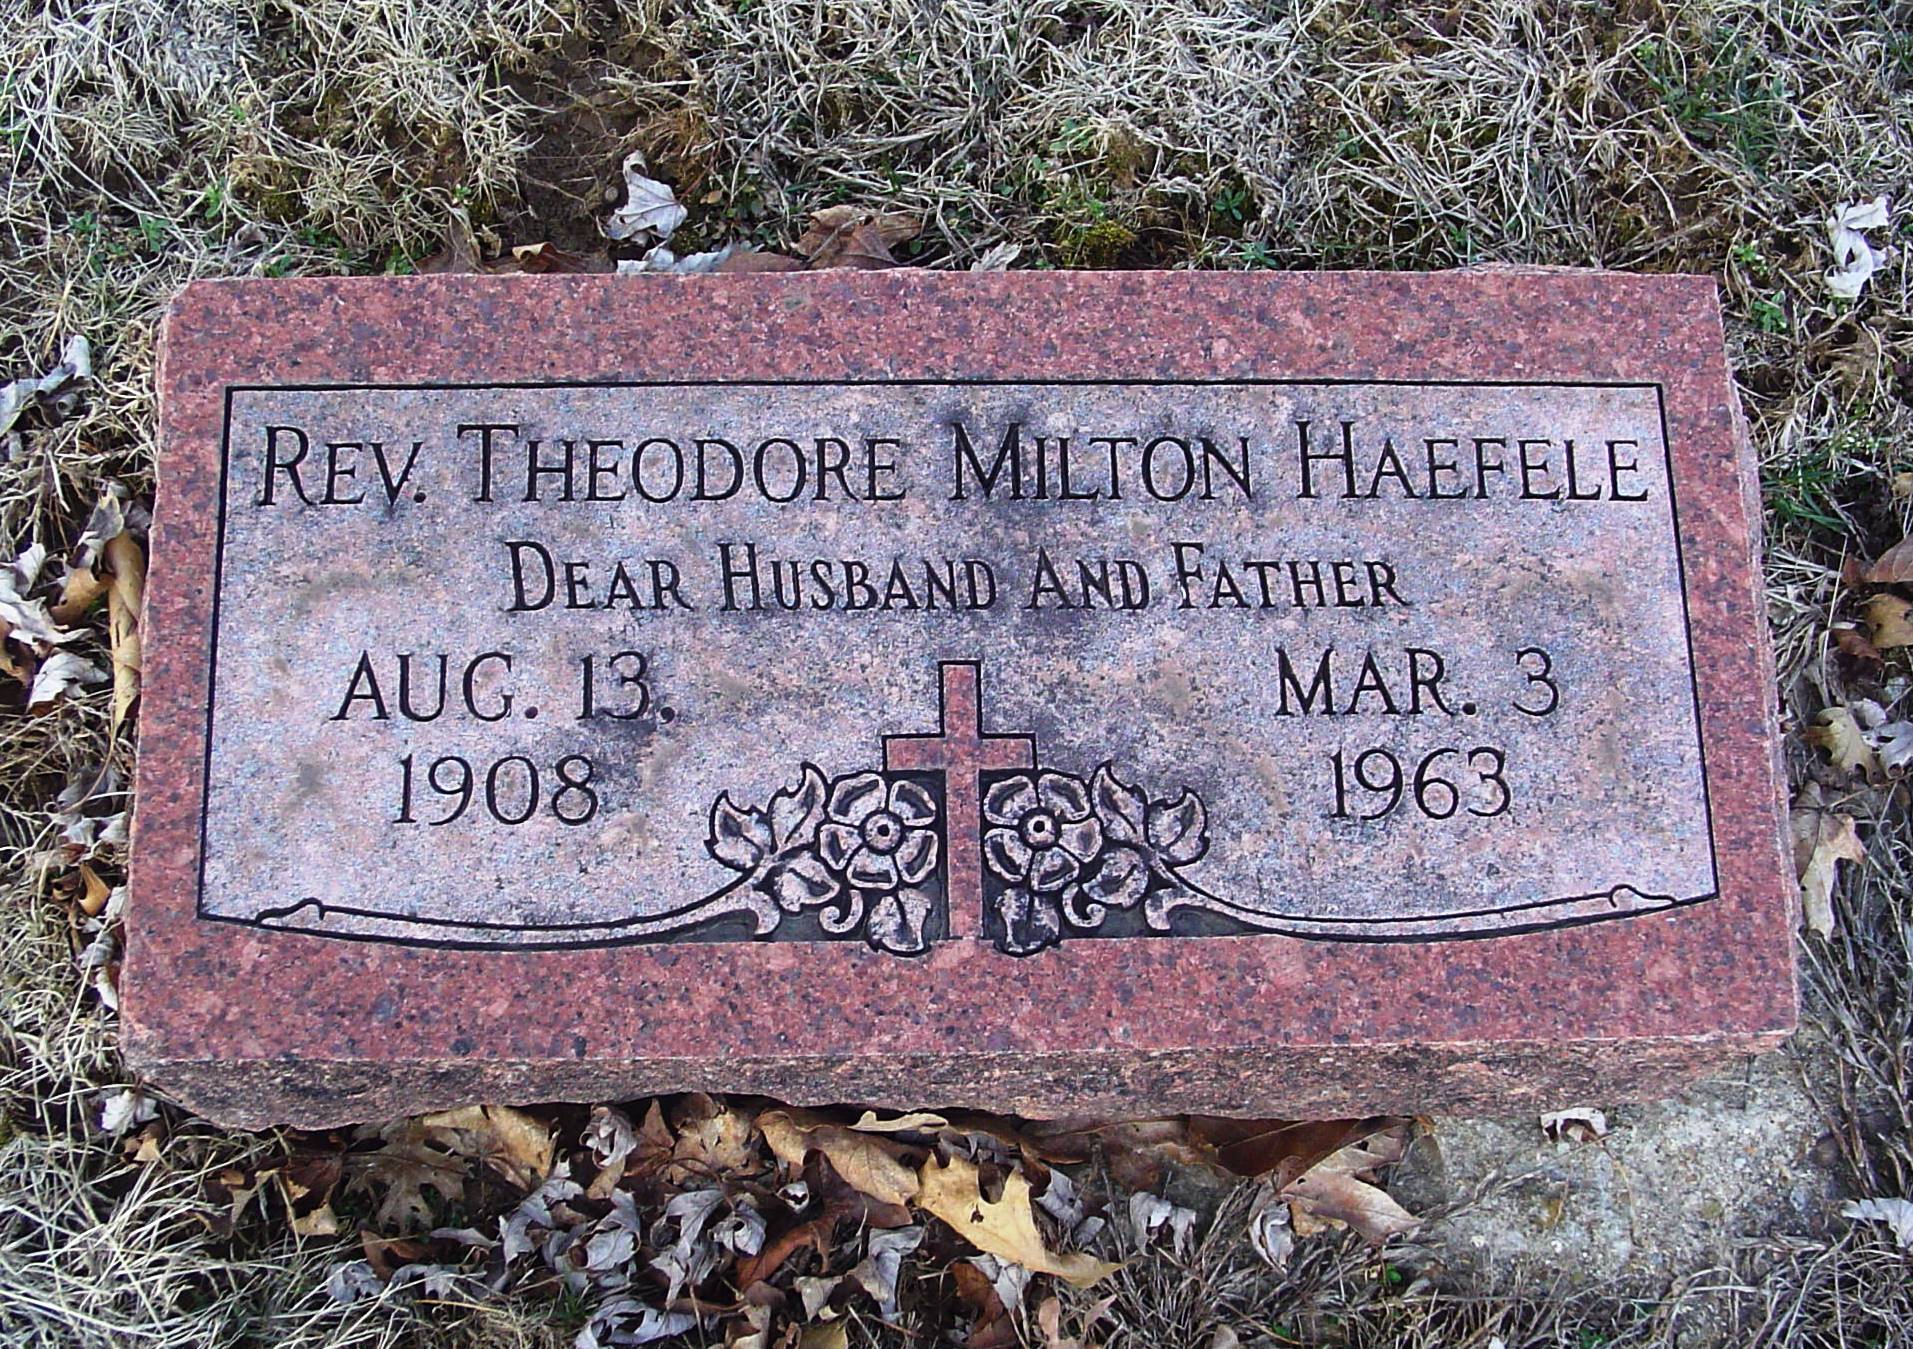 Rev. Theodore Milton Haefele
Dear Husband And Father
AUG. 13,
1908
MAR. 3
1963